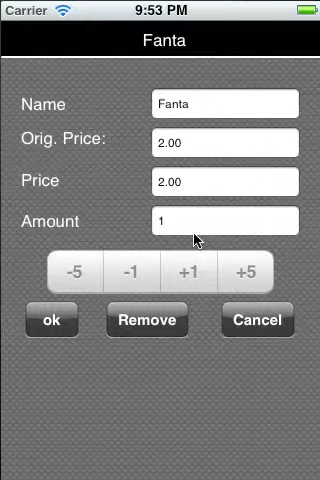 Carrier 9:53 PM
Fanta
Name Fanta
Orig. Price: 2.00
Price 2.00
Amount 1
-5 -1 +1 +5
ok Remove Cancel